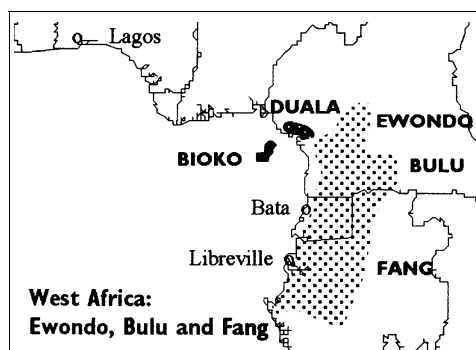 Lagos
DUALA
EWONDO
BIOKO
BULU
Bata
Libreville
FANG
West Africa:
Ewondo, Bulu and Fang